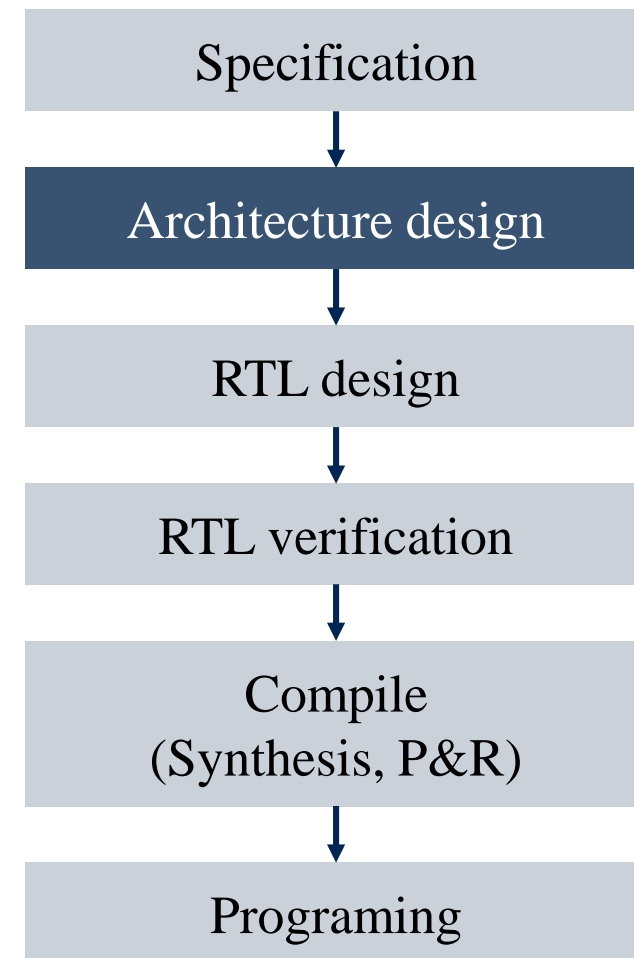 Specification
Architecture design
RTL design
RTL verification
Compile
(Synthesis, P&R)
Programing